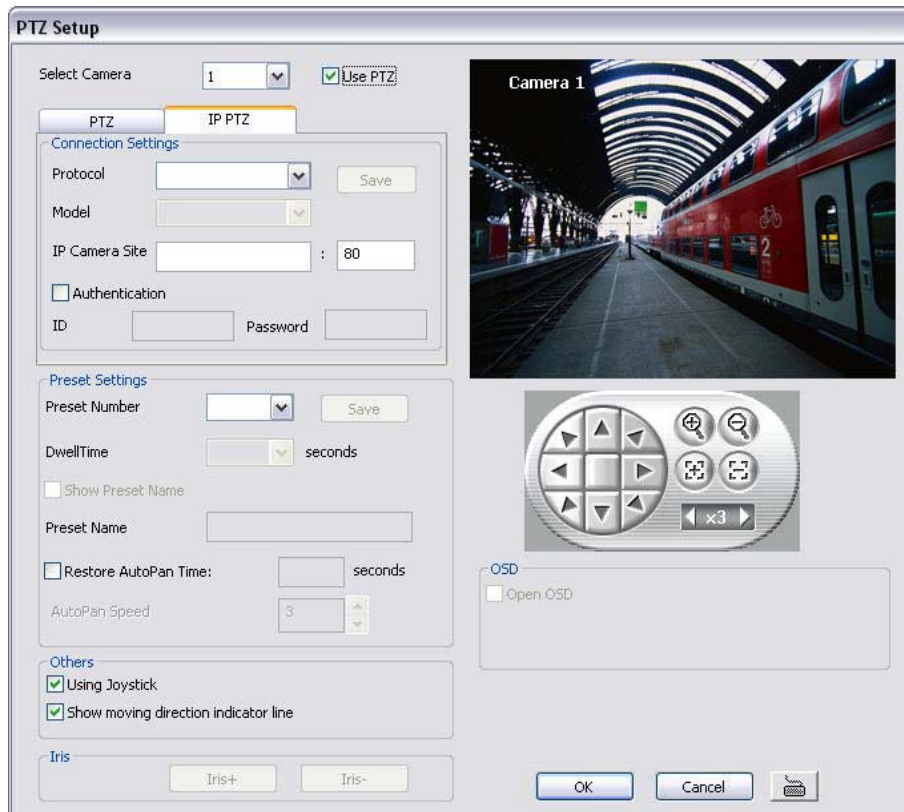 PTZ Setup
Select Camera 1 Use PTZ
PTZ IP PTZ
Connection Settings
Protocol Save
Model
IP Camera Site : 80
Authentication
ID Password
Preset Settings
Preset Number Save
DwellTime seconds
Show Preset Name
Preset Name
Restore AutoPan Time: seconds
AutoPan Speed 3
Others
Using Joystick
Show moving direction indicator line
Iris
Iris+ Iris-
Camera 1
2
x3
OSD
Open OSD
OK Cancel